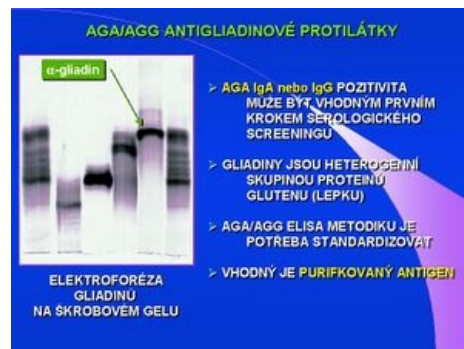 AGA/AGG ANTIGLIADINOVÉ PROTILÁTKY
α-gliadin
➢ AGA IgA nebo IgG POZITIVITA
MŮŽE BÝT VHODNÝM PRVNÍM
KROKEM SEROLOGICKÉHO
SCREENINGU
➢ GLIADINY JSOU HETEROGENNÍ
SKUPINOU PROTEINŮ
GLUTENU (LEPKU)
➢ AGA/AGG ELISA METODIKU JE
POTŘEBA STANDARDIZOVAT
➢ VHODNÝ JE PURIFKOVANÝ ANTIGEN
ELEKTROFORÉZA
GLIADINŮ
NA ŠKROBOVÉM GELU